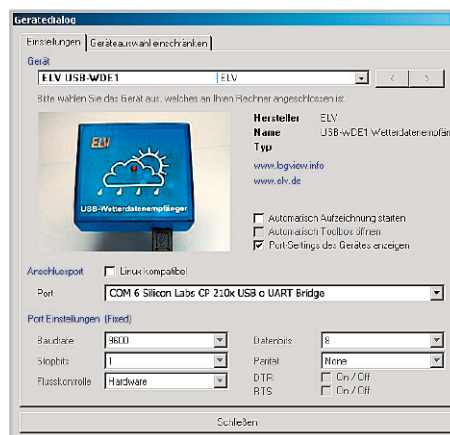 Gerätedialog
Einstellungen Geräteauswahl einschränken
Gerät
ELV USB-WDE1 ELV
< >
Bitte wählen Sie das Gerät aus, welches an Ihren Rechner angeschlossen ist.
Hersteller ELV
Name USB-WDE1 Wetterdatenempfän
Typ
www.logview.info
www.elv.de
ELV
USB-Wetterdatenempfänger
Automatisch Aufzeichnung starten
Automatisch Toolbox öffnen
Port-Settings des Gerätes anzeigen
Anschlussport Linux kompatibel
Port COM 6 Silicon Labs CP 210x USB o UART Bridge
Port Einstellungen (Fixed)
Baudrate 9600 Datenbits 8
Stopbits 1 Parität None
Flusskontrolle Hardware DTR On / Off
RTS On / Off
Schließen